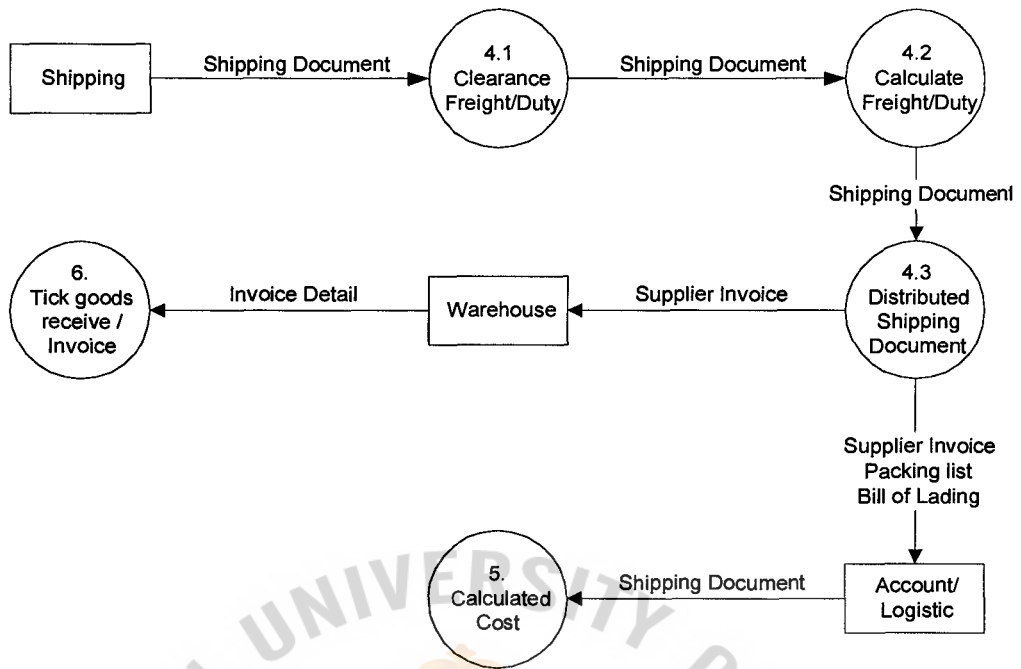 Shipping
Shipping Document
4.1
Clearance
Freight/Duty
Shipping Document
4.2
Calculate
Freight/Duty
Shipping Document
6.
Tick goods
receive /
Invoice
Invoice Detail
Warehouse
Supplier Invoice
4.3
Distributed
Shipping
Document
Supplier Invoice
Packing list
Bill of Lading
5.
Calculated
Cost
Shipping Document
Account/
Logistic
UNIVERSITY